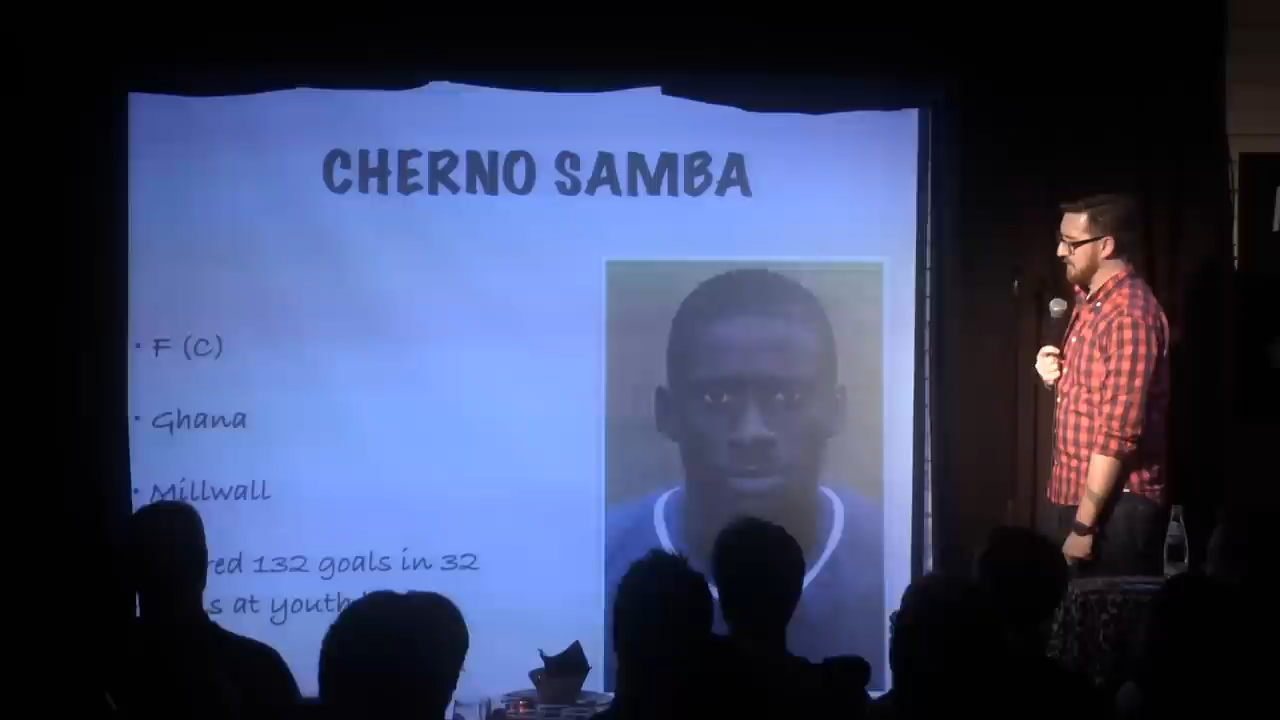 CHERNO SAMBA
• F (C)
• Ghana
• Millwall
red 132 goals in 32
s at youth